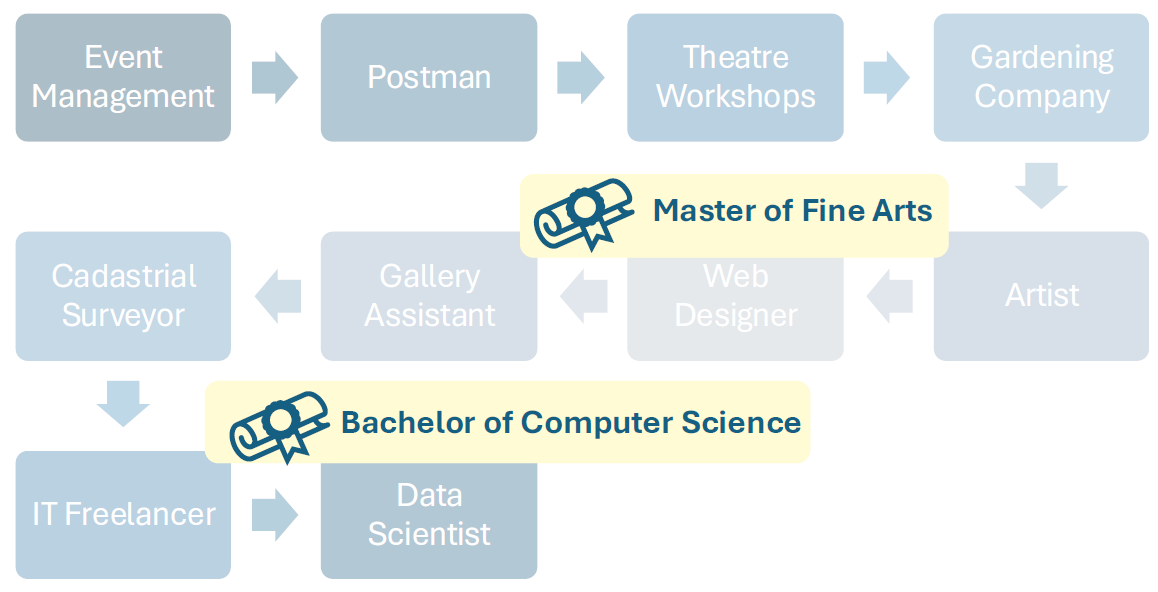 Event
Management
Postman
Theatre
Workshops
Gardening
Company
Master of Fine Arts
Cadastrial
Surveyor
Gallery
Assistant
Web
Designer
Artist
Bachelor of Computer Science
IT Freelancer
Data
Scientist